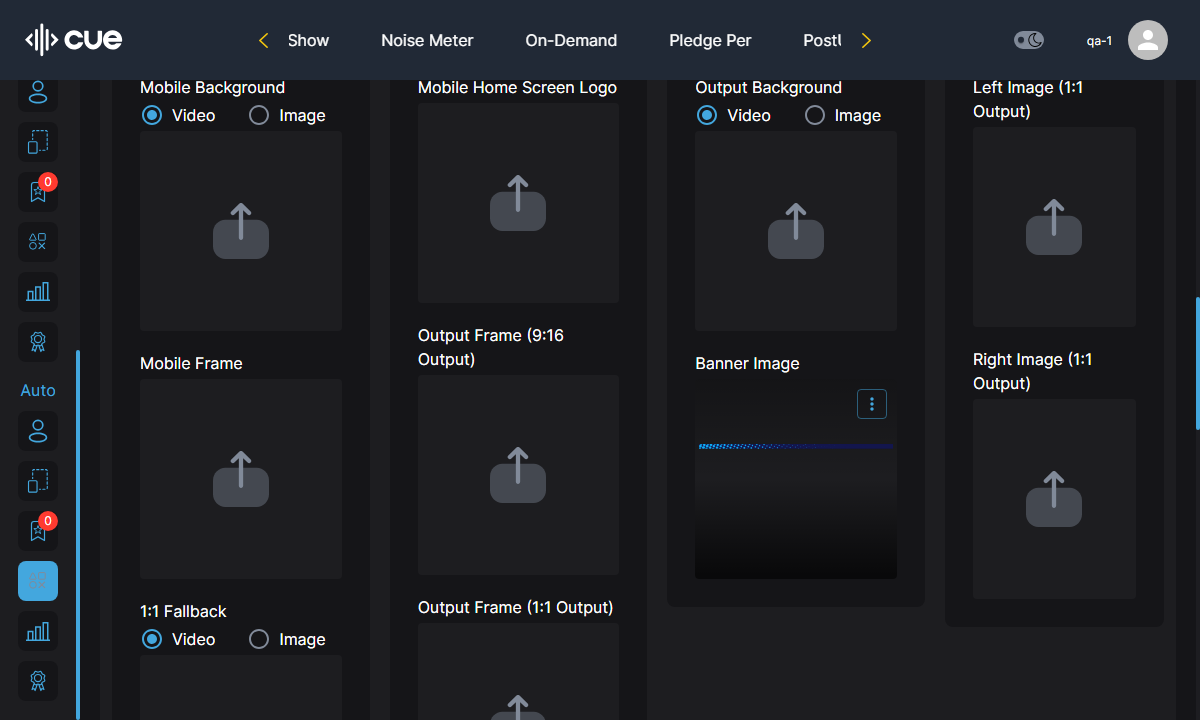 cue
Show
Noise Meter
On-Demand
Pledge Per
qa-1
0
Auto
0
Mobile Background
Video
Image
Mobile Frame
1:1 Fallback
Video
Image
Mobile Home Screen Logo
Output Frame (9:16
Output)
Output Frame (1:1 Output)
Output Background
Video
Image
Banner Image
Left Image (1:1
Output)
Right Image (1:1
Output)